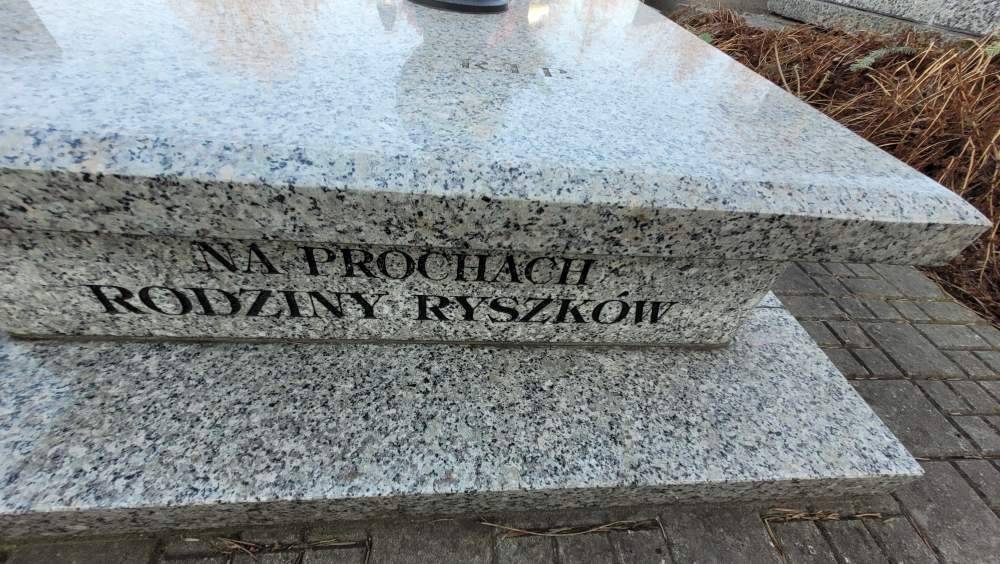 NA PROCHACH
RODZINY RYSZKÓW